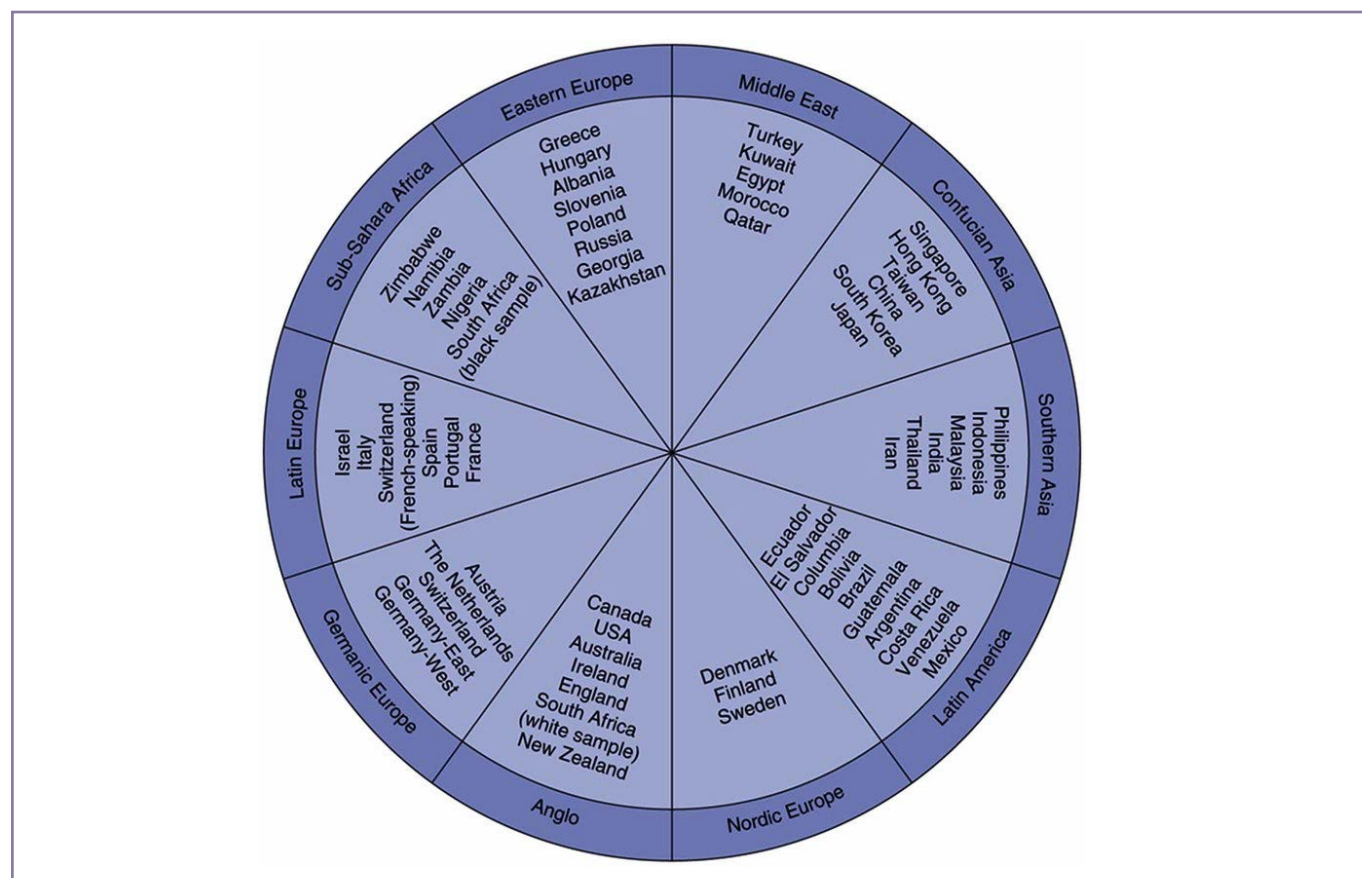 Eastern Europe
Greece
Hungary
Albania
Slovenia
Poland
Russia
Georgia
Kazakhstan
Middle East
Turkey
Kuwait
Egypt
Morocco
Qatar
Confucian Asia
Singapore
Hong Kong
Taiwan
China
South Korea
Japan
Southern Asia
Philippines
Indonesia
Malaysia
India
Thailand
Iran
Latin America
Ecuador
El Salvador
Columbia
Bolivia
Brazil
Guatemala
Argentina
Costa Rica
Venezuela
Mexico
Nordic Europe
Denmark
Finland
Sweden
Anglo
Canada
USA
Australia
Ireland
England
South Africa
(white sample)
New Zealand
Germanic Europe
Austria
The Netherlands
Switzerland
Germany-East
Germany-West
Latin Europe
Israel
Italy
Switzerland
(French-speaking)
Spain
Portugal
France
Sub-Sahara Africa
Zimbabwe
Namibia
Zambia
Nigeria
South Africa
(black sample)